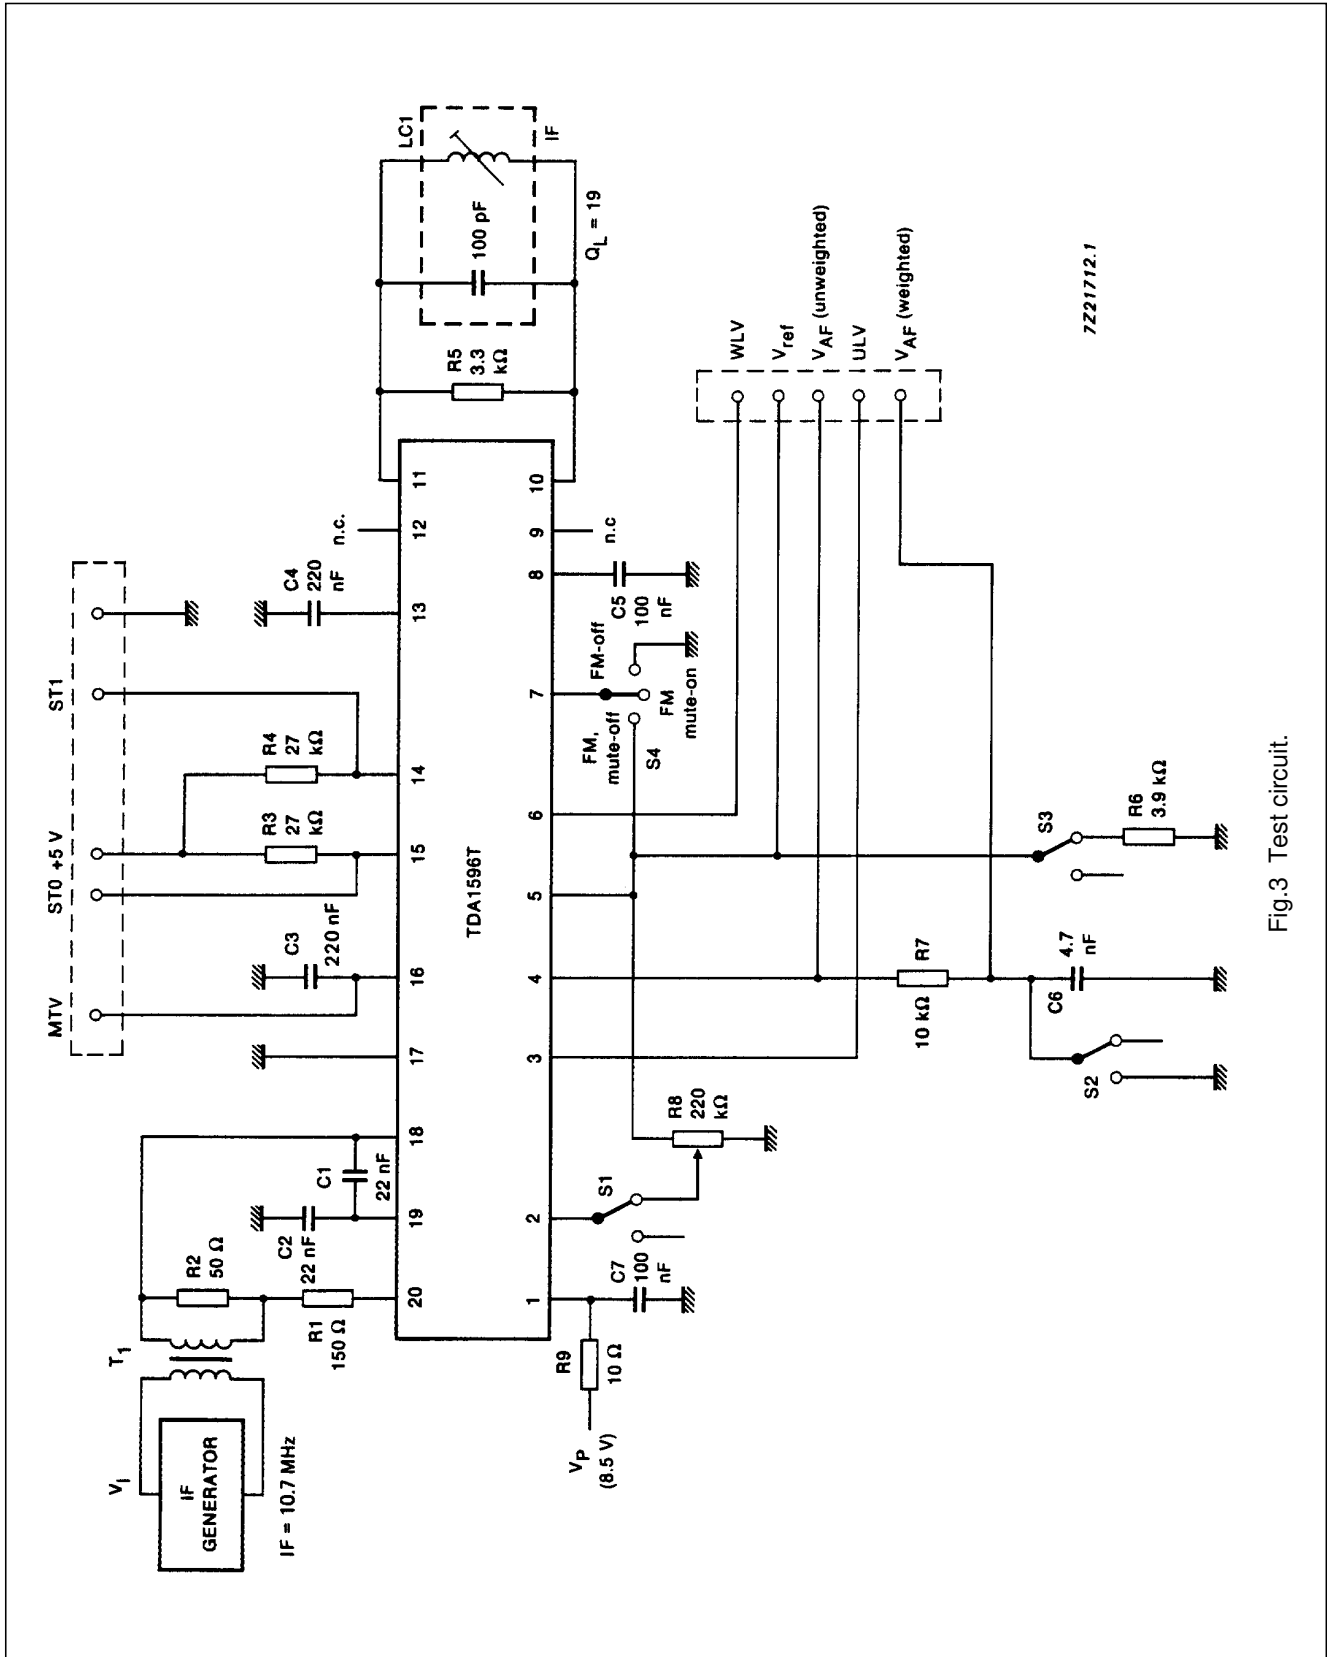 V_i
IF
GENERATOR
IF = 10.7 MHz
T1
R2
50 Ω
R1
150 Ω
C2
22 nF
C1
22 nF
MTV
ST0 +5 V
ST1
C3
220 nF
R3
27
kΩ
R4
27
kΩ
C4
220
nF
n.c.
LC1
100 pF
IF
Q_L = 19
R5
3.3
kΩ
20
19
18
17
16
15
14
13
12
11
TDA1596T
1
2
3
4
5
6
7
8
9
10
V_P
(8.5 V)
R9
10 Ω
C7
100
nF
S1
R8
220
kΩ
FM,
mute-off
S4
FM-off
FM
mute-on
C5
100
nF
n.c
R7
10 kΩ
S2
C6
4.7
nF
S3
R6
3.9 kΩ
WLV
V_ref
V_AF (unweighted)
ULV
V_AF (weighted)
7Z21712.1
Fig.3 Test circuit.